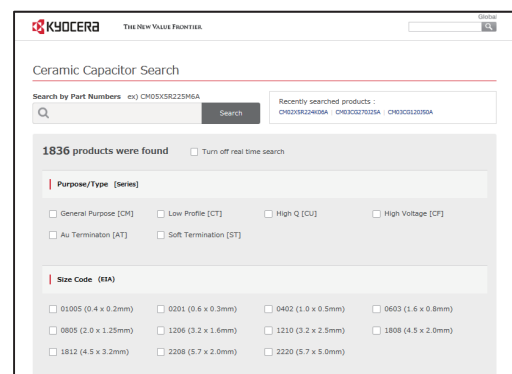 Global
KYOCERA THE NEW VALUE FRONTIER
Ceramic Capacitor Search
Search by Part Numbers ex) CM05X5R225M6A
Search
Recently searched products :
CM02X5R224K06A | CM03CG270J25A | CM03CG120J50A
1836 products were found Turn off real time search
Purpose/Type [Series]
General Purpose [CM] Low Profile [CT] High Q [CU] High Voltage [CF]
Au Terminaton [AT] Soft Termination [ST]
Size Code (EIA)
01005 (0.4 x 0.2mm) 0201 (0.6 x 0.3mm) 0402 (1.0 x 0.5mm) 0603 (1.6 x 0.8mm)
0805 (2.0 x 1.25mm) 1206 (3.2 x 1.6mm) 1210 (3.2 x 2.5mm) 1808 (4.5 x 2.0mm)
1812 (4.5 x 3.2mm) 2208 (5.7 x 2.0mm) 2220 (5.7 x 5.0mm)